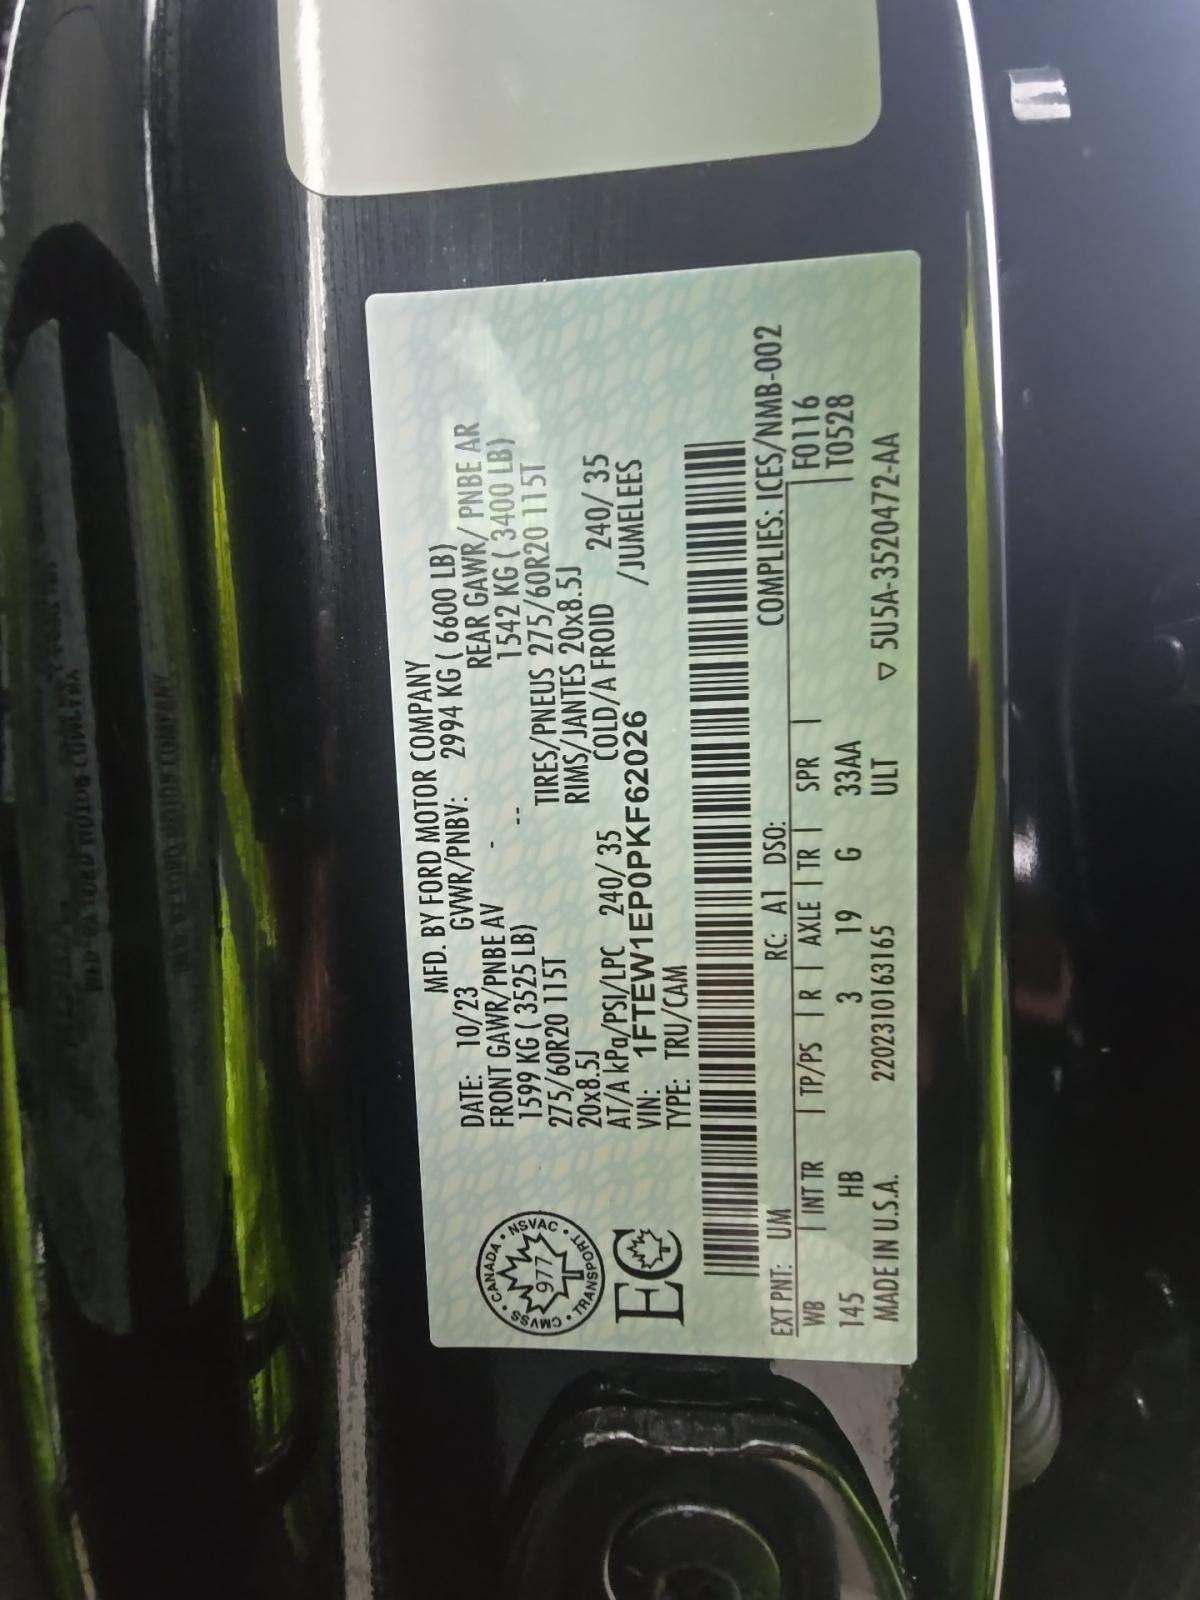 MFD. BY FORD MOTOR COMPANY
DATE: 10/23 GVWR/PNBV: 2994 KG ( 6600 LB)
FRONT GAWR/PNBE AV - REAR GAWR/ PNBE AR
1599 KG ( 3525 LB) -- 1542 KG ( 3400 LB)
275/60R20 115T TIRES/PNEUS 275/60R20 115T
20x8.5J RIMS/JANTES 20x8.5J
AT/A kPa/PSI/LPC 240/ 35 COLD/A FROID 240/ 35
VIN: 1FTEW1EP0PKF62026 /JUMELEES
TYPE: TRU/CAM
CANADA • NSVAC • TRANSPORT • CMVSS •
977
EC
COMPLIES: ICES/NMB-002
EXT PNT: UM RC: A1 DSO:
WB | INT TR | TP/PS | R | AXLE | TR | SPR | F0116
145 HB 3 19 G 33AA T0528
MADE IN U.S.A. 2202310163165 ULT ▽ 5U5A-3520472-AA